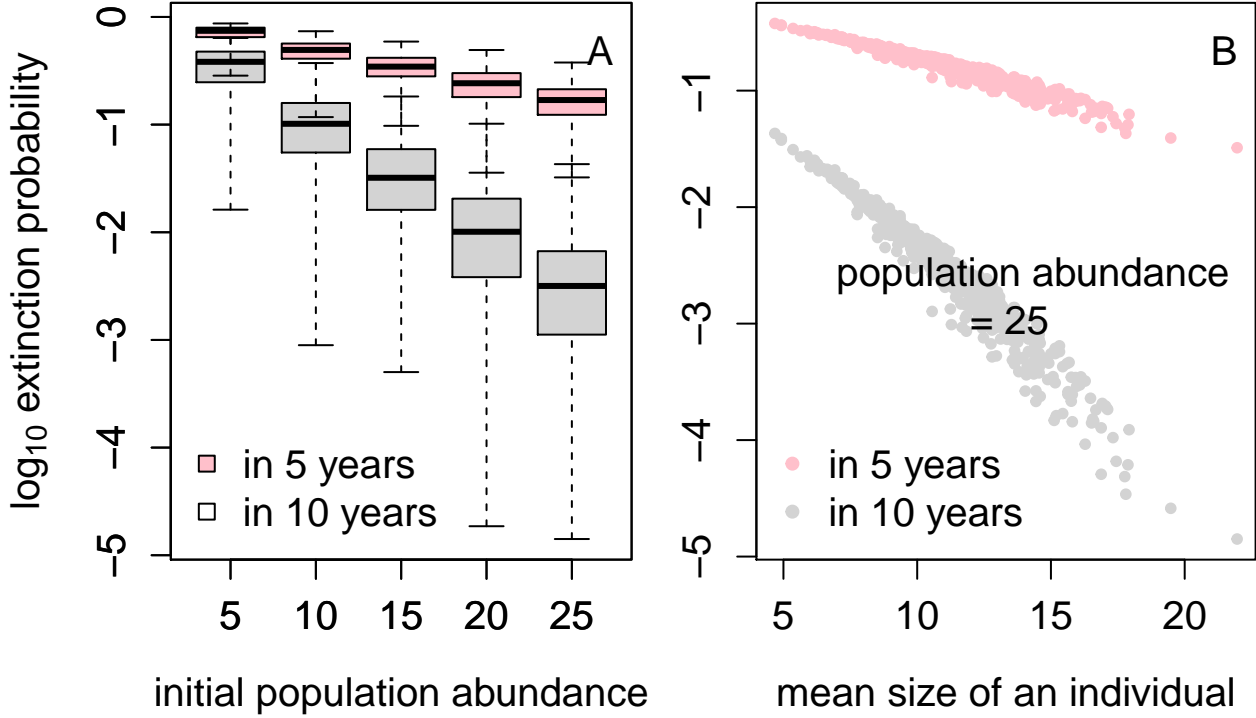 A
log10 extinction probability
0
−1
−2
−3
−4
−5
in 5 years
in 10 years
5 10 15 20 25
initial population abundance
B
−1
−2
−3
−4
−5
population abundance
= 25
in 5 years
in 10 years
5 10 15 20
mean size of an individual